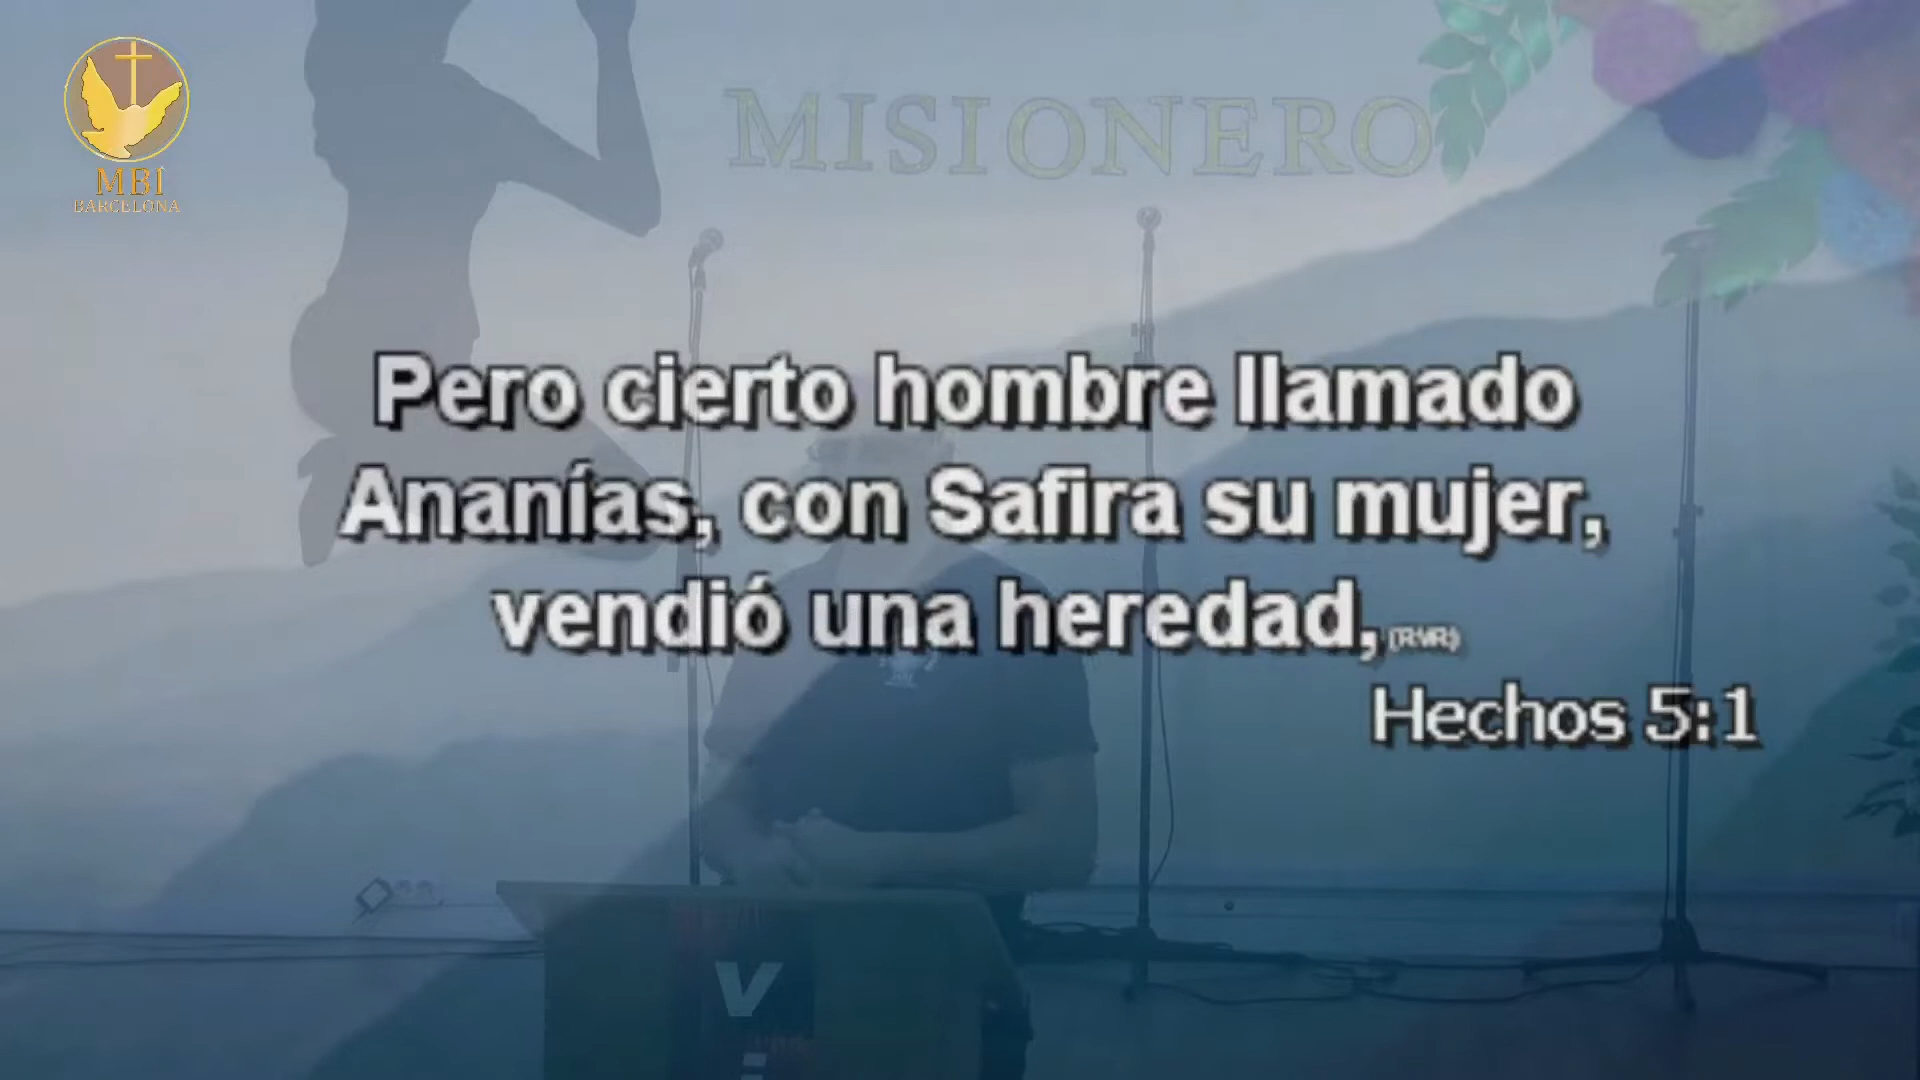 MBI
BARCELONA
MISIONERO
Pero cierto hombre llamado
Ananías, con Safira su mujer,
vendió una heredad, (RVR)
Hechos 5:1
V